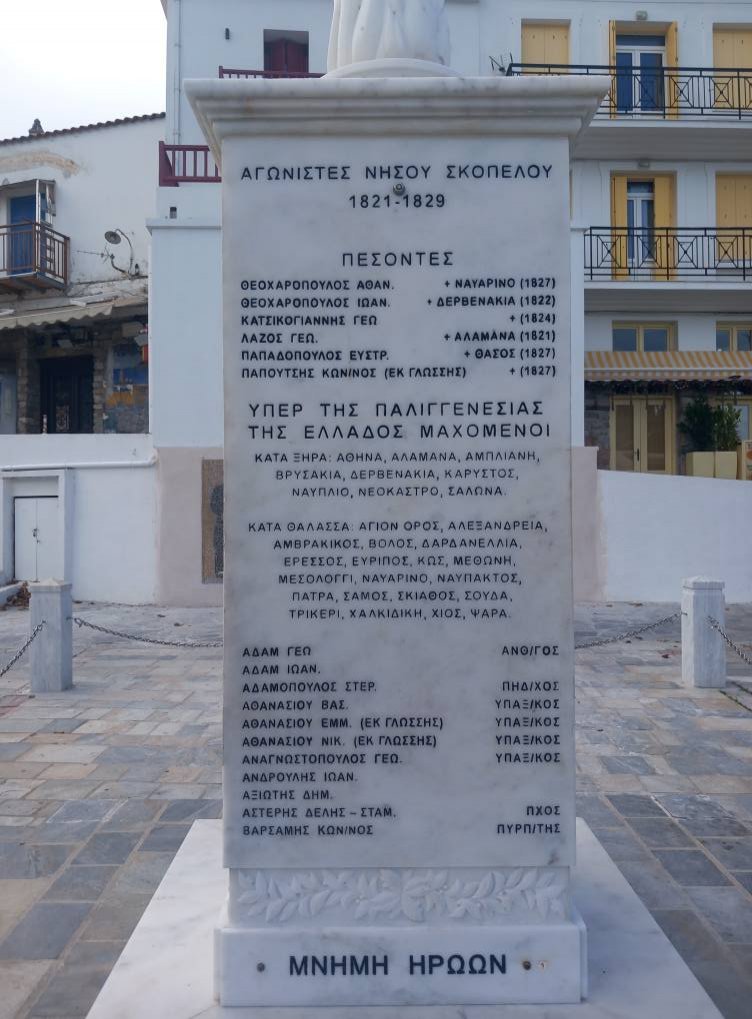 ΑΓΩΝΙΣΤΕΣ ΝΗΣΟΥ ΣΚΟΠΕΛΟΥ
1821-1829
ΠΕΣΟΝΤΕΣ
ΘΕΟΧΑΡΟΠΟΥΛΟΣ ΑΘΑΝ. + ΝΑΥΑΡΙΝΟ (1827)
ΘΕΟΧΑΡΟΠΟΥΛΟΣ ΙΩΑΝ. + ΔΕΡΒΕΝΑΚΙΑ (1822)
ΚΑΤΣΙΚΟΓΙΑΝΝΗΣ ΓΕΩ + (1824)
ΛΑΖΟΣ ΓΕΩ. + ΑΛΑΜΑΝΑ (1821)
ΠΑΠΑΔΟΠΟΥΛΟΣ ΕΥΣΤΡ. + ΘΑΣΟΣ (1827)
ΠΑΠΟΥΤΣΗΣ ΚΩΝ/ΝΟΣ (ΕΚ ΓΛΩΣΣΗΣ) + (1827)
ΥΠΕΡ ΤΗΣ ΠΑΛΙΓΓΕΝΕΣΙΑΣ
ΤΗΣ ΕΛΛΑΔΟΣ ΜΑΧΟΜΕΝΟΙ
ΚΑΤΑ ΞΗΡΑ: ΑΘΗΝΑ, ΑΛΑΜΑΝΑ, ΑΜΠΛΙΑΝΗ,
ΒΡΥΣΑΚΙΑ, ΔΕΡΒΕΝΑΚΙΑ, ΚΑΡΥΣΤΟΣ,
ΝΑΥΠΛΙΟ, ΝΕΟΚΑΣΤΡΟ, ΣΑΛΩΝΑ.
ΚΑΤΑ ΘΑΛΑΣΣΑ: ΑΓΙΟΝ ΟΡΟΣ, ΑΛΕΞΑΝΔΡΕΙΑ,
ΑΜΒΡΑΚΙΚΟΣ, ΒΟΛΟΣ, ΔΑΡΔΑΝΕΛΛΙΑ,
ΕΡΕΣΣΟΣ, ΕΥΡΙΠΟΣ, ΚΩΣ, ΜΕΘΩΝΗ,
ΜΕΣΟΛΟΓΓΙ, ΝΑΥΑΡΙΝΟ, ΝΑΥΠΑΚΤΟΣ,
ΠΑΤΡΑ, ΣΑΜΟΣ, ΣΚΙΑΘΟΣ, ΣΟΥΔΑ,
ΤΡΙΚΕΡΙ, ΧΑΛΚΙΔΙΚΗ, ΧΙΟΣ, ΨΑΡΑ.
ΑΔΑΜ ΓΕΩ ΑΝΘ/ΓΟΣ
ΑΔΑΜ ΙΩΑΝ.
ΑΔΑΜΟΠΟΥΛΟΣ ΣΤΕΡ. ΠΗΔ/ΧΟΣ
ΑΘΑΝΑΣΙΟΥ ΒΑΣ. ΥΠΑΞ/ΚΟΣ
ΑΘΑΝΑΣΙΟΥ ΕΜΜ. (ΕΚ ΓΛΩΣΣΗΣ) ΥΠΑΞ/ΚΟΣ
ΑΘΑΝΑΣΙΟΥ ΝΙΚ. (ΕΚ ΓΛΩΣΣΗΣ) ΥΠΑΞ/ΚΟΣ
ΑΝΑΓΝΩΣΤΟΠΟΥΛΟΣ ΓΕΩ. ΥΠΑΞ/ΚΟΣ
ΑΝΔΡΟΥΛΗΣ ΙΩΑΝ.
ΑΞΙΩΤΗΣ ΔΗΜ.
ΑΣΤΕΡΗΣ ΔΕΛΗΣ – ΣΤΑΜ. ΠΧΟΣ
ΒΑΡΣΑΜΗΣ ΚΩΝ/ΝΟΣ ΠΥΡΠ/ΤΗΣ
ΜΝΗΜΗ ΗΡΩΩΝ